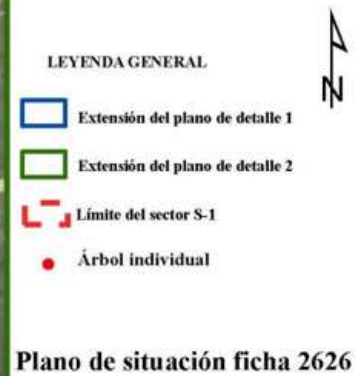 N
LEYENDA GENERAL
Extensión del plano de detalle 1
Extensión del plano de detalle 2
Límite del sector S-1
Árbol individual
Plano de situación ficha 2626